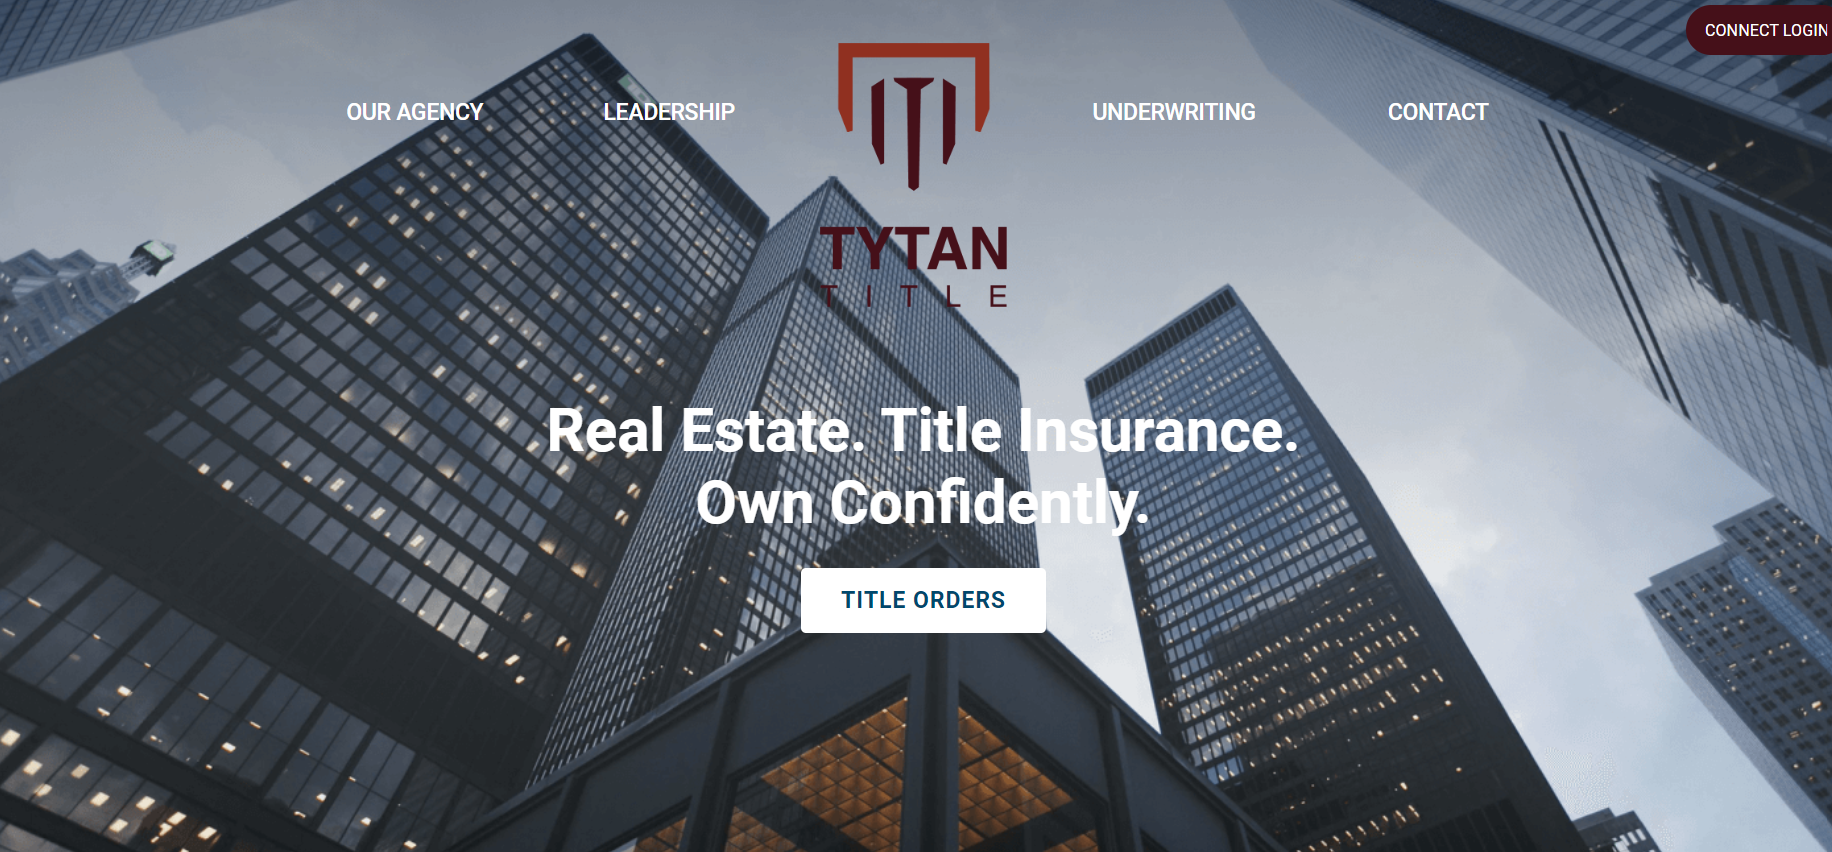 CONNECT LOGIN
OUR AGENCY
LEADERSHIP
UNDERWRITING
CONTACT
TYTAN
TITLE
Real Estate. Title Insurance.
Own Confidently.
TITLE ORDERS